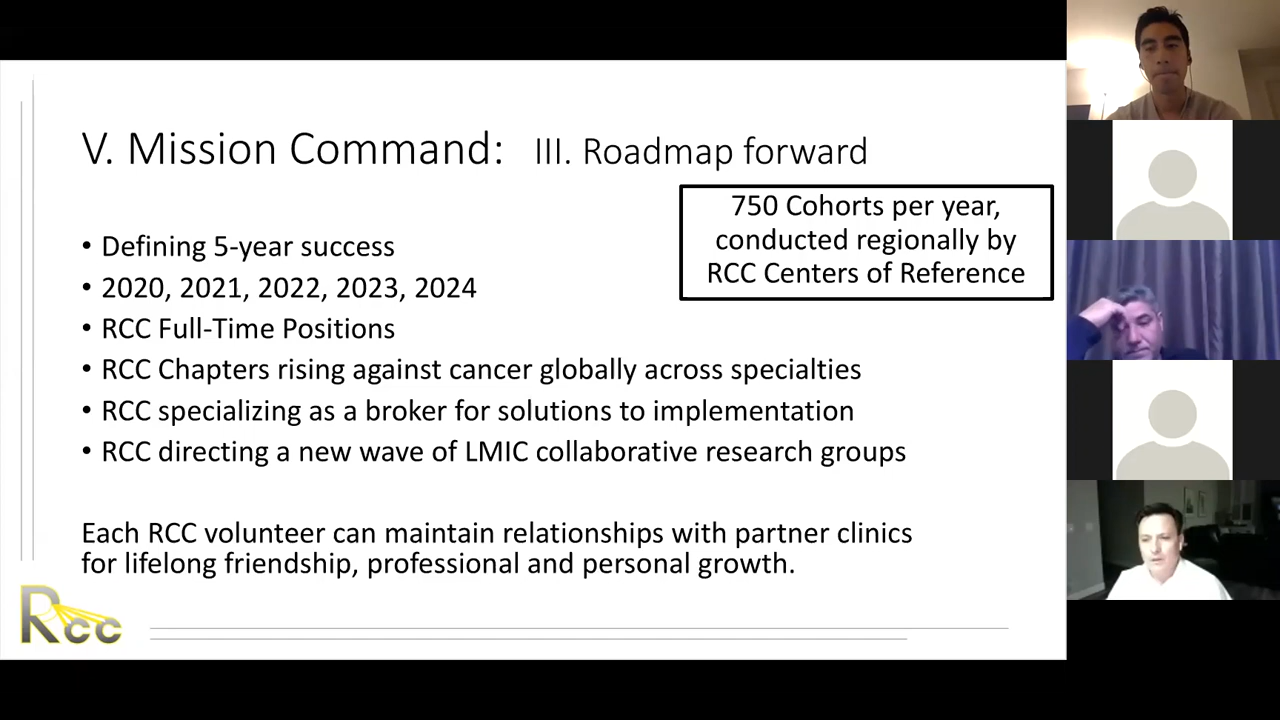 V. Mission Command: III. Roadmap forward
750 Cohorts per year,
conducted regionally by
RCC Centers of Reference
• Defining 5-year success
• 2020, 2021, 2022, 2023, 2024
• RCC Full-Time Positions
• RCC Chapters rising against cancer globally across specialties
• RCC specializing as a broker for solutions to implementation
• RCC directing a new wave of LMIC collaborative research groups
Each RCC volunteer can maintain relationships with partner clinics
for lifelong friendship, professional and personal growth.
Rcc